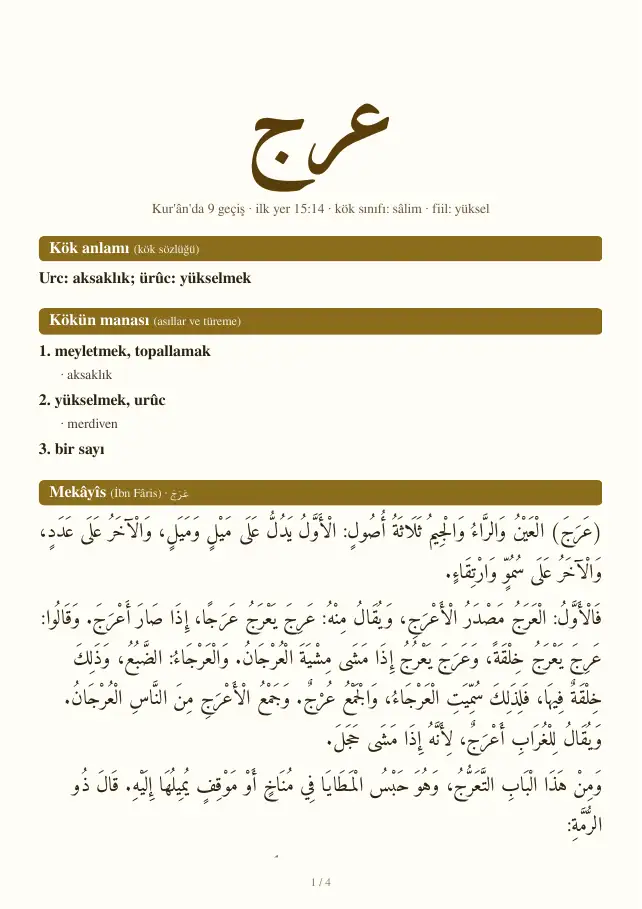 عرج
Kur'ân'da 9 geçiş · ilk yer 15:14 · kök sınıfı: sâlim · fiil: yüksel
Kök anlamı (kök sözlüğü)
Urc: aksaklık; ürûc: yükselmek
Kökün manası (asıllar ve türeme)
1. meyletmek, topallamak
· aksaklık
2. yükselmek, urûc
· merdiven
3. bir sayı
Mekâyîs (İbn Fâris) · عَرَجَ
(عَرَجَ) الْعَيْنُ وَالرَّاءُ وَالْجِيمُ ثَلَاثَةُ أُصُولٍ: الْأَوَّلُ يَدُلُّ عَلَى مَيْلٍ وَمَيَلٍ، وَالْآخَرُ عَلَى عَدَدٍ،
وَالْآخَرُ عَلَى سُمُوٍّ وَارْتِقَاءٍ.
فَالْأَوَّلُ: الْعَرَجُ مَصْدَرُ الْأَعْرَجِ، وَيُقَالُ مِنْهُ: عَرِجَ يَعْرَجُ عَرَجًا، إِذَا صَارَ أَعْرَجَ. وَقَالُوا:
عَرِجَ يَعْرَجُ خِلْقَةً، وَعَرَجَ يَعْرُجُ إِذَا مَشَى مِشْيَةَ الْعُرْجَانُ. وَالْعَرْجَاءُ: الضَّبُعُ، وَذَلِكَ
خِلْقَةٌ فِيهَا، فَلِذَلِكَ سُمِّيَتِ الْعَرْجَاءُ، وَالْجَمْعُ عُرْجٌ. وَجَمْعُ الْأَعْرَجِ مِنَ النَّاسِ الْعُرْجَانُ.
وَيُقَالُ لِلْغُرَابِ أَعْرَجٌ، لِأَنَّهُ إِذَا مَشَى حَجَلَ.
وَمِنْ هَذَا الْبَابِ التَّعَرُّجُ، وَهُوَ حَبْسُ الْمَطَايَا فِي مُنَاخٍ أَوْ مَوْقِفٍ يُمِيلُهَا إِلَيْهِ. قَالَ ذُو
الرُّمَّةِ:
1 / 4